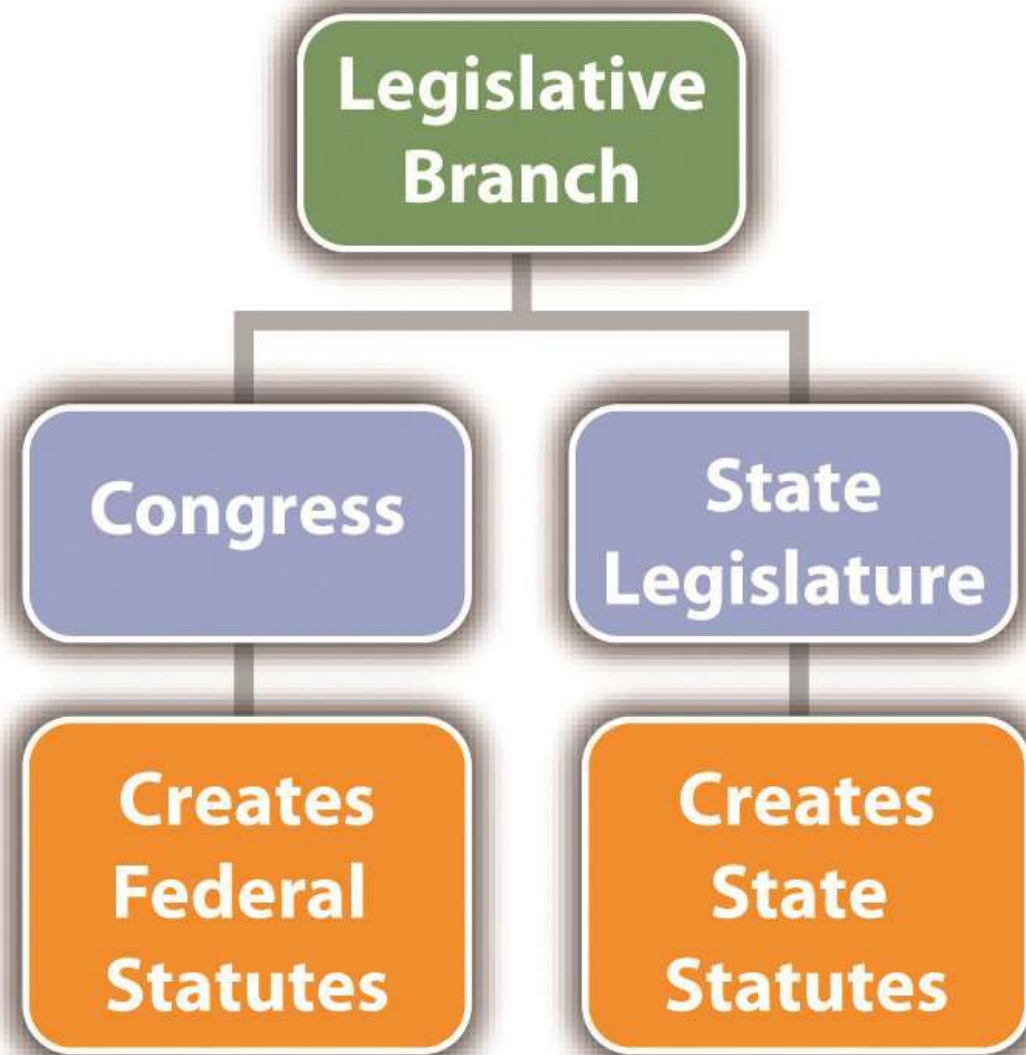 Legislative
Branch
Congress
State
Legislature
Creates
Federal
Statutes
Creates
State
Statutes